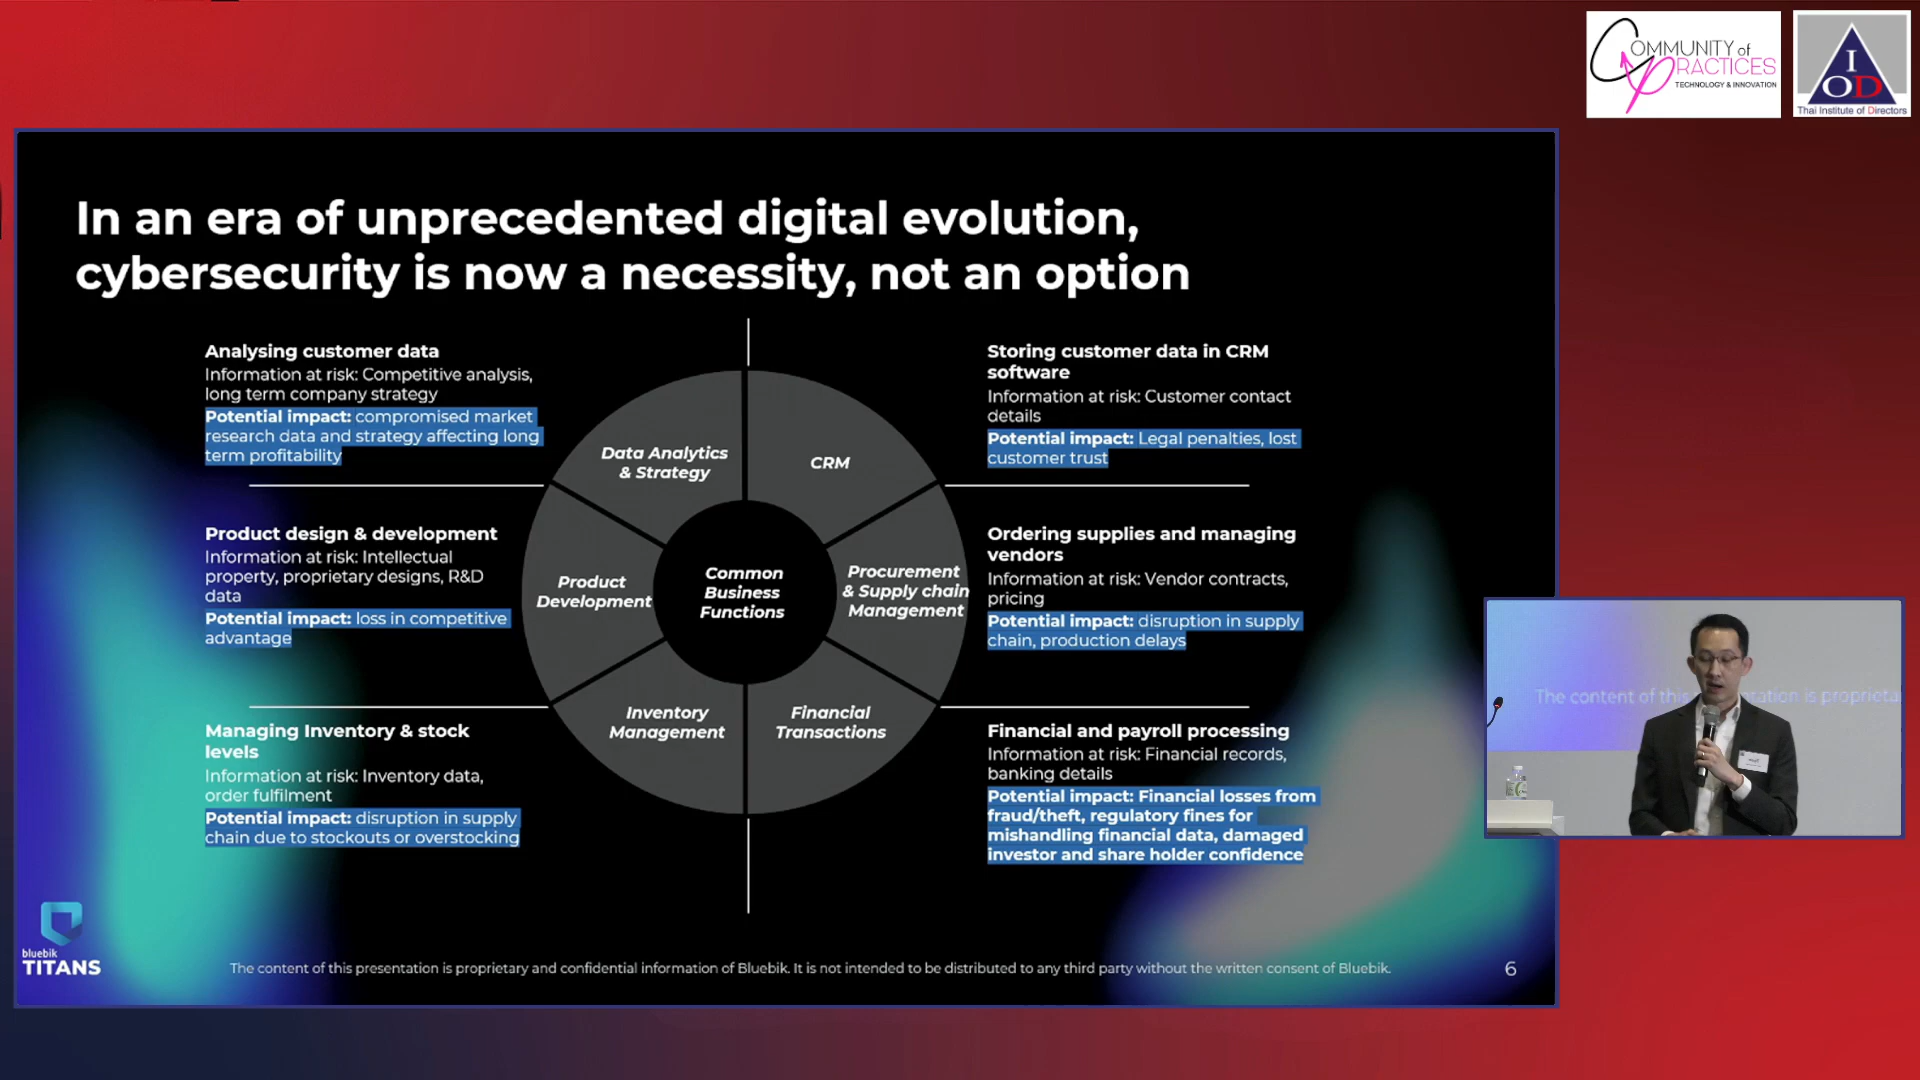 COMMUNITY of
PRACTICES
TECHNOLOGY & INNOVATION
IOD
Thai Institute of Directors
In an era of unprecedented digital evolution,
cybersecurity is now a necessity, not an option
Analysing customer data
Information at risk: Competitive analysis,
long term company strategy
Potential impact: compromised market
research data and strategy affecting long
term profitability
Product design & development
Information at risk: Intellectual
property, proprietary designs, R&D
data
Potential impact: loss in competitive
advantage
Managing Inventory & stock
levels
Information at risk: Inventory data,
order fulfilment
Potential impact: disruption in supply
chain due to stockouts or overstocking
Data Analytics
& Strategy
CRM
Product
Development
Common
Business
Functions
Procurement
& Supply chain
Management
Inventory
Management
Financial
Transactions
Storing customer data in CRM
software
Information at risk: Customer contact
details
Potential impact: Legal penalties, lost
customer trust
Ordering supplies and managing
vendors
Information at risk: Vendor contracts,
pricing
Potential impact: disruption in supply
chain, production delays
Financial and payroll processing
Information at risk: Financial records,
banking details
Potential impact: Financial losses from
fraud/theft, regulatory fines for
mishandling financial data, damaged
investor and share holder confidence
The content of this
bluebik
TITANS
The content of this presentation is proprietary and confidential information of Bluebik. It is not intended to be distributed to any third party without the written consent of Bluebik.
6